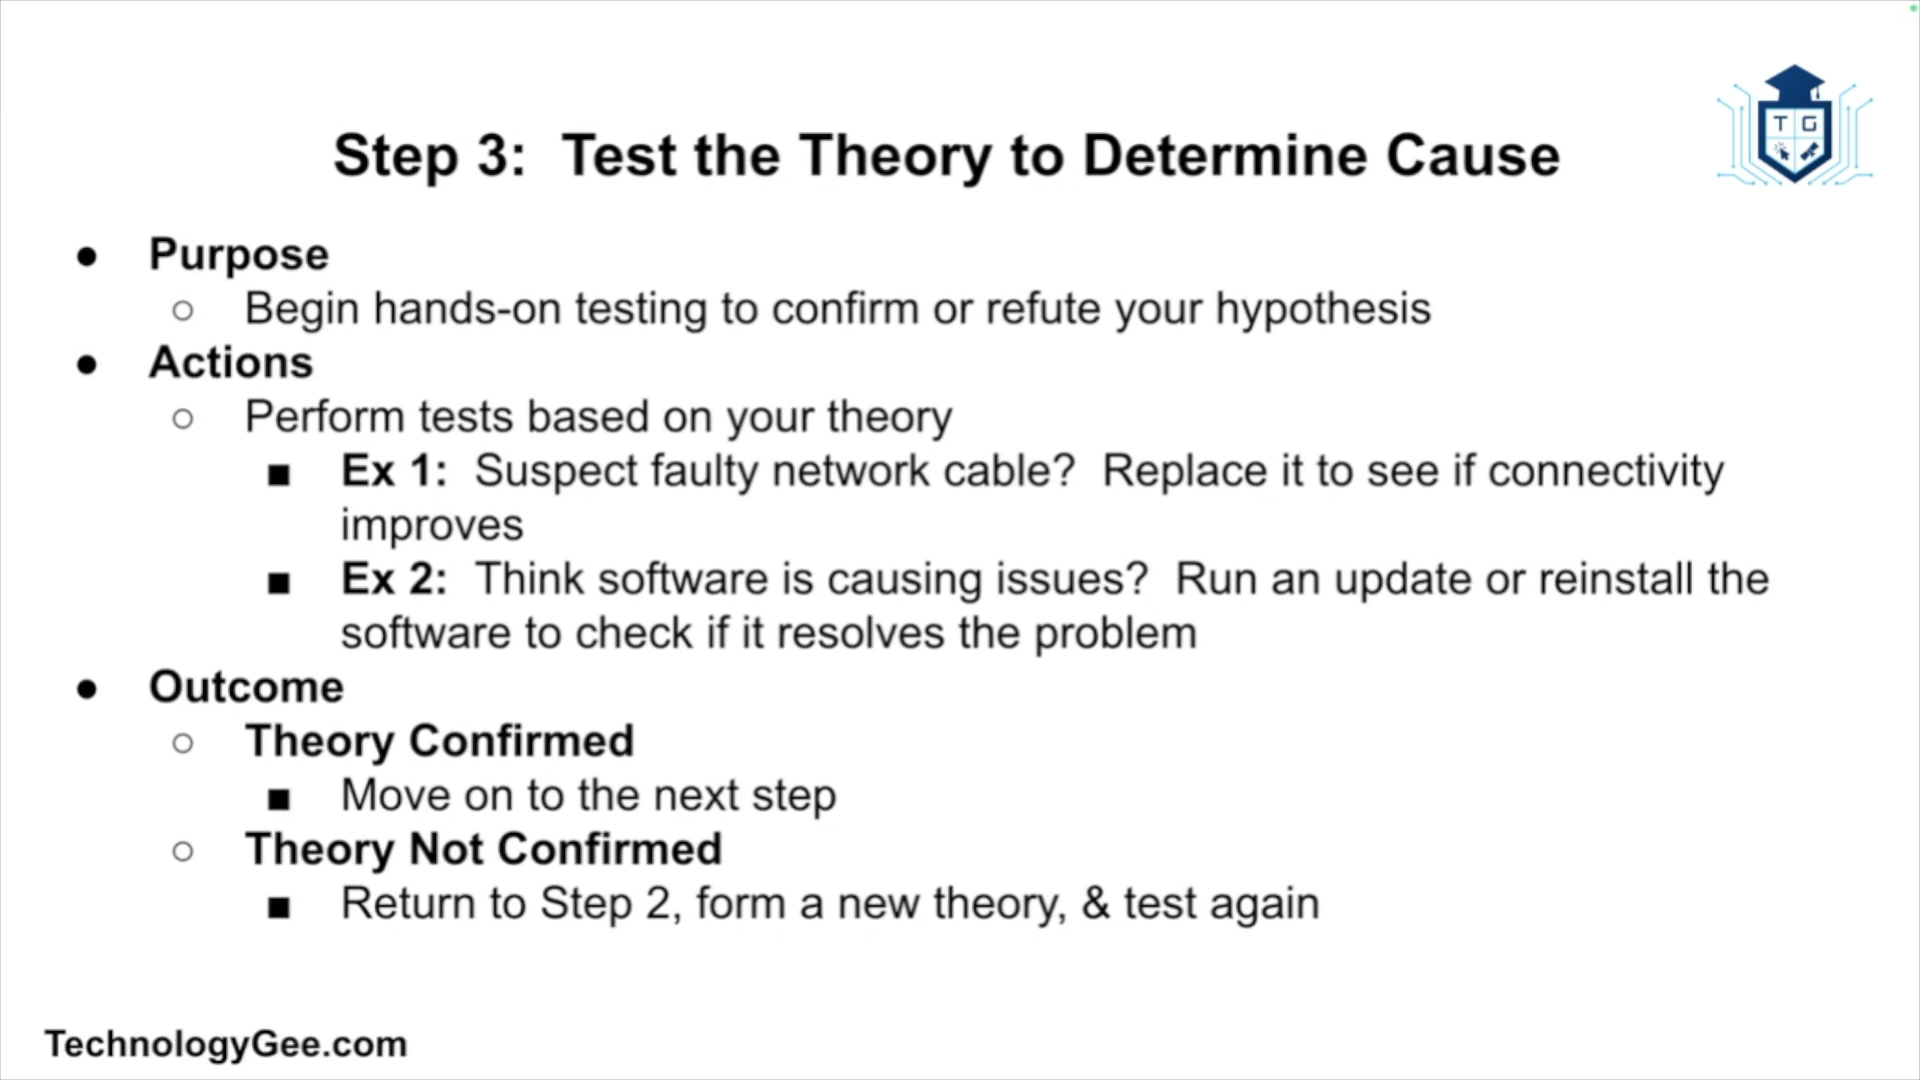 Step 3:  Test the Theory to Determine Cause
T G
● Purpose
○ Begin hands-on testing to confirm or refute your hypothesis
● Actions
○ Perform tests based on your theory
■ Ex 1:  Suspect faulty network cable?  Replace it to see if connectivity
improves
■ Ex 2:  Think software is causing issues?  Run an update or reinstall the
software to check if it resolves the problem
● Outcome
○ Theory Confirmed
■ Move on to the next step
○ Theory Not Confirmed
■ Return to Step 2, form a new theory, & test again
TechnologyGee.com